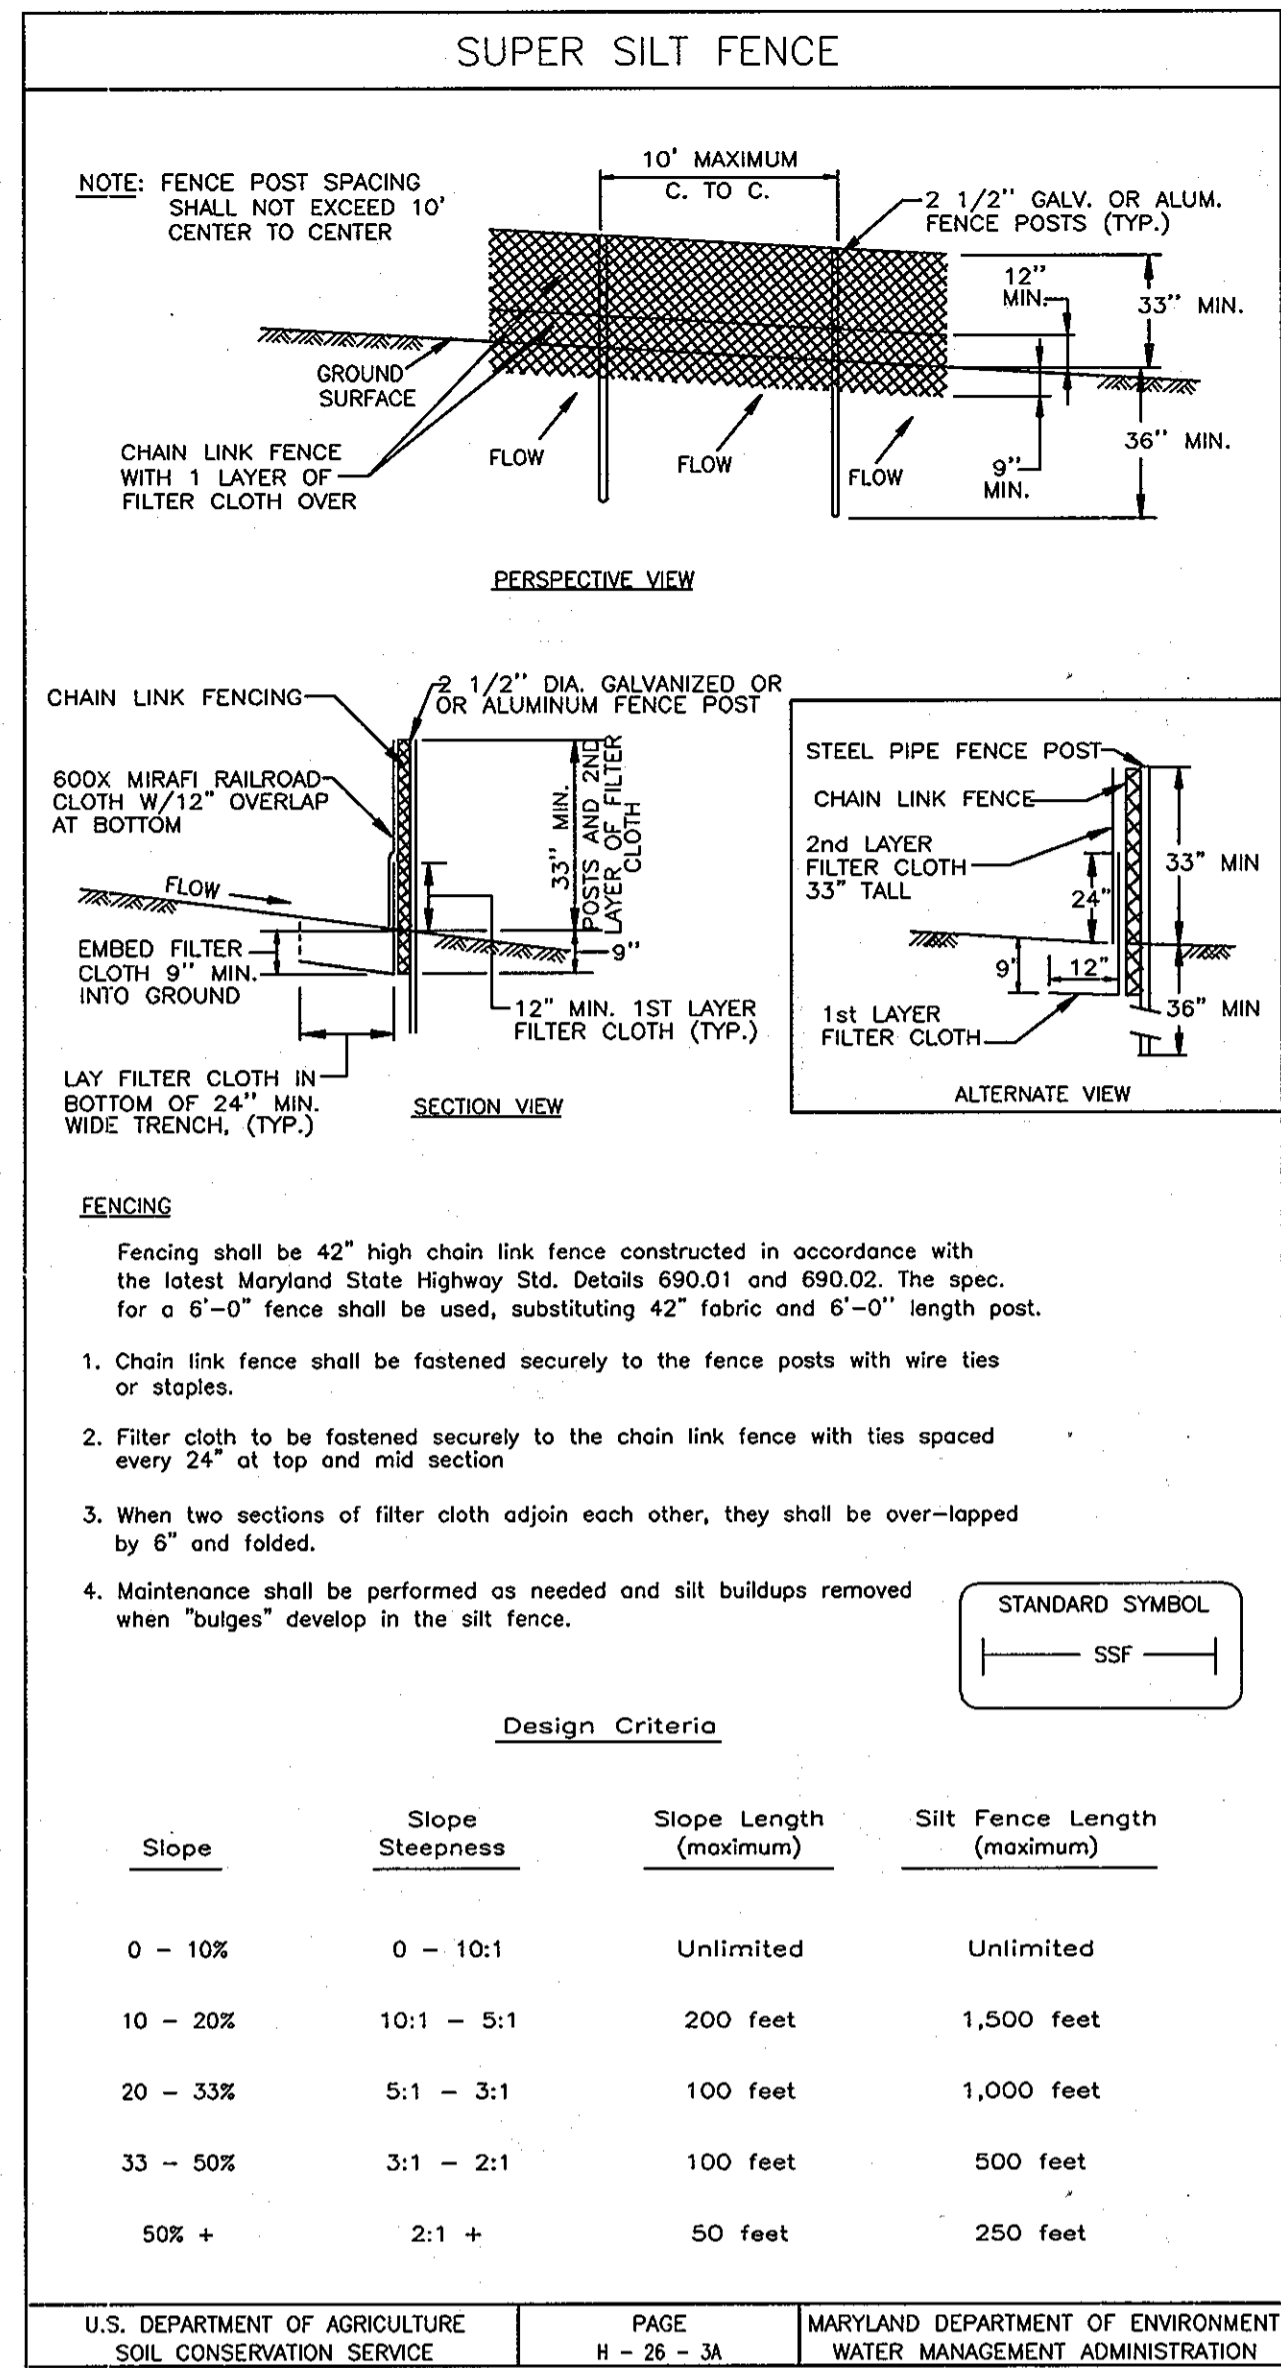 SUPER SILT FENCE
NOTE: FENCE POST SPACING
SHALL NOT EXCEED 10'
CENTER TO CENTER
10' MAXIMUM
C. TO C.
2 1/2" GALV. OR ALUM.
FENCE POSTS (TYP.)
12"
MIN.
33" MIN.
GROUND
SURFACE
CHAIN LINK FENCE
WITH 1 LAYER OF
FILTER CLOTH OVER
FLOW
FLOW
FLOW
9"
MIN.
36" MIN.
PERSPECTIVE VIEW
CHAIN LINK FENCING
2 1/2" DIA. GALVANIZED OR
OR ALUMINUM FENCE POST
600X MIRAFI RAILROAD
CLOTH W/12" OVERLAP
AT BOTTOM
33" MIN.
POSTS AND 2ND
LAYER OF FILTER
CLOTH
FLOW
EMBED FILTER
CLOTH 9" MIN.
INTO GROUND
9"
12" MIN. 1ST LAYER
FILTER CLOTH (TYP.)
LAY FILTER CLOTH IN
BOTTOM OF 24" MIN.
WIDE TRENCH, (TYP.)
SECTION VIEW
STEEL PIPE FENCE POST
CHAIN LINK FENCE
2nd LAYER
FILTER CLOTH
33" TALL
33" MIN
24"
9"
12"
1st LAYER
FILTER CLOTH
36" MIN
ALTERNATE VIEW
FENCING
Fencing shall be 42" high chain link fence constructed in accordance with
the latest Maryland State Highway Std. Details 690.01 and 690.02. The spec.
for a 6'-0" fence shall be used, substituting 42" fabric and 6'-0" length post.
1. Chain link fence shall be fastened securely to the fence posts with wire ties
or staples.
2. Filter cloth to be fastened securely to the chain link fence with ties spaced
every 24" at top and mid section
3. When two sections of filter cloth adjoin each other, they shall be over-lapped
by 6" and folded.
4. Maintenance shall be performed as needed and silt buildups removed
when "bulges" develop in the silt fence.
STANDARD SYMBOL
SSF
Design Criteria
Slope Slope Steepness Slope Length (maximum) Silt Fence Length (maximum)
0 - 10% 0 - 10:1 Unlimited Unlimited
10 - 20% 10:1 - 5:1 200 feet 1,500 feet
20 - 33% 5:1 - 3:1 100 feet 1,000 feet
33 - 50% 3:1 - 2:1 100 feet 500 feet
50% + 2:1 + 50 feet 250 feet
U.S. DEPARTMENT OF AGRICULTURE
SOIL CONSERVATION SERVICE
PAGE
H - 26 - 3A
MARYLAND DEPARTMENT OF ENVIRONMENT
WATER MANAGEMENT ADMINISTRATION